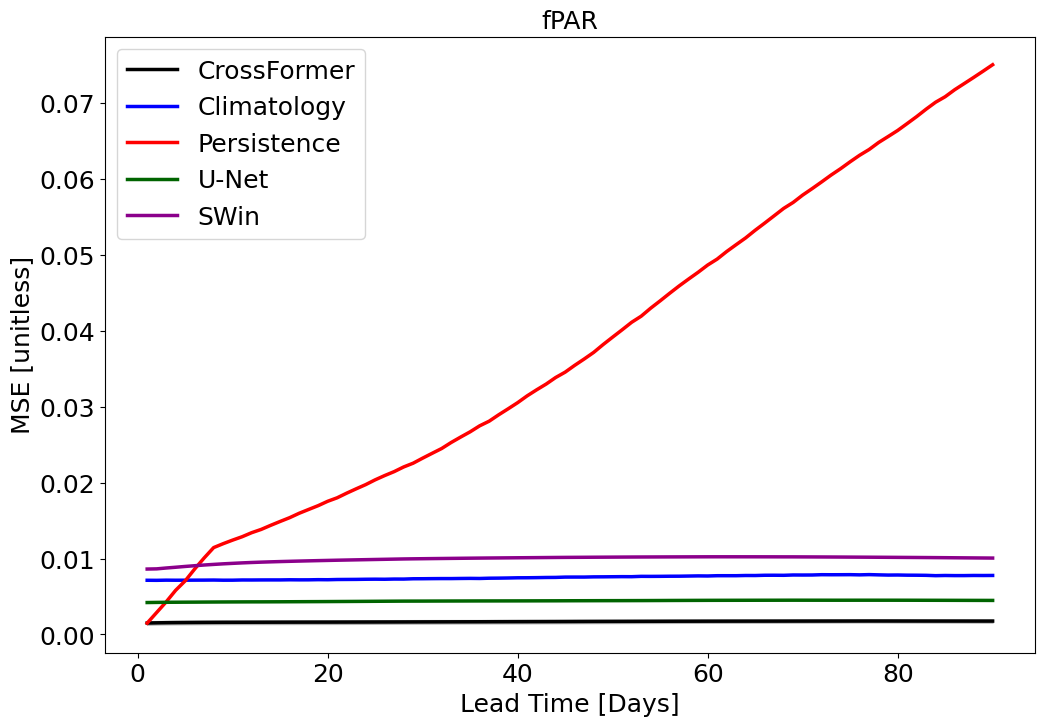 fPAR
CrossFormer
Climatology
Persistence
U-Net
SWin
MSE [unitless]
0.07
0.06
0.05
0.04
0.03
0.02
0.01
0.00
0 20 40 60 80
Lead Time [Days]